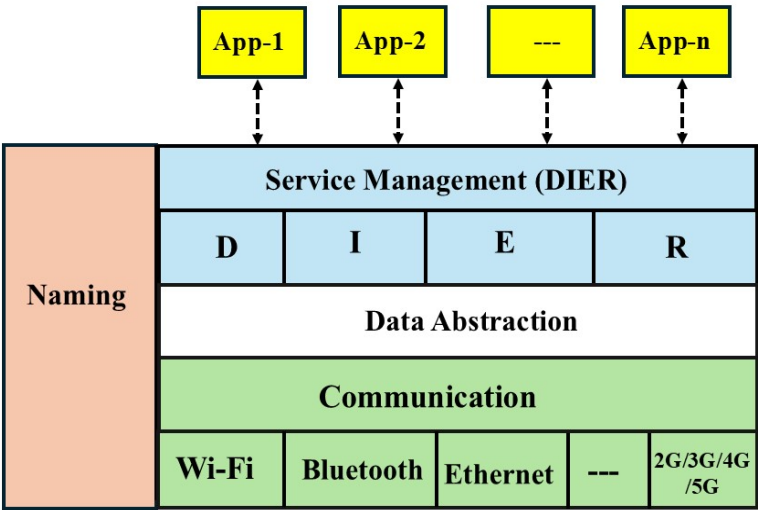 App-1
App-2
---
App-n
Service Management (DIER)
D
I
E
R
Naming
Data Abstraction
Communication
Wi-Fi
Bluetooth
Ethernet
---
2G/3G/4G
/5G